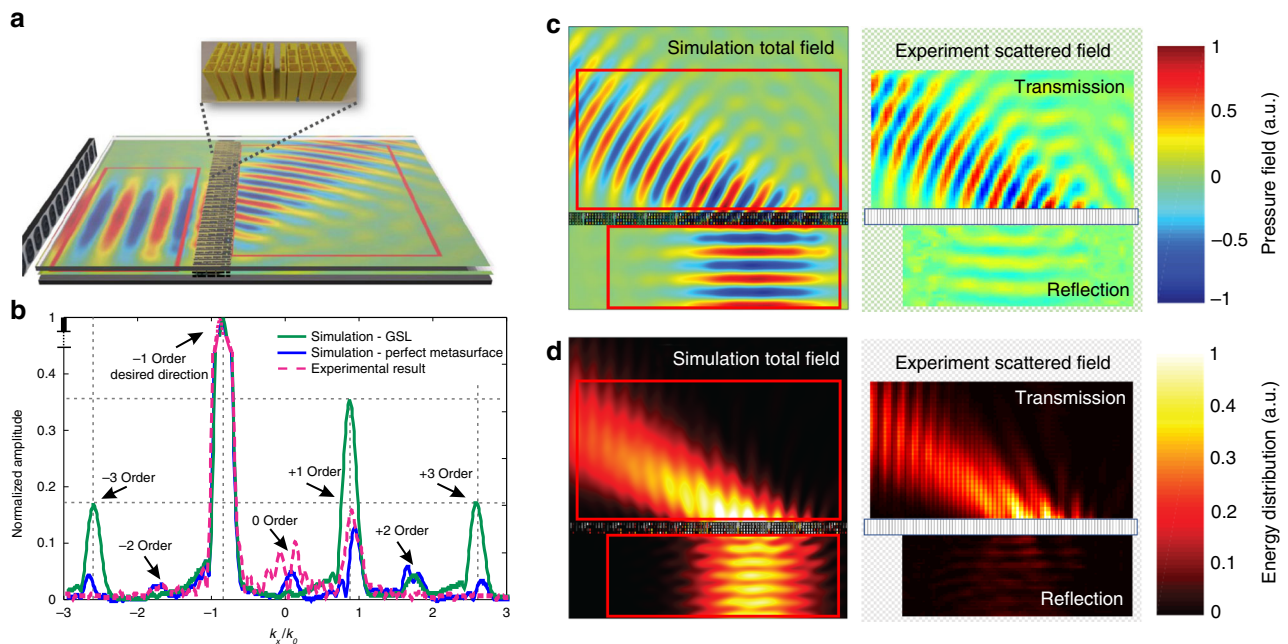 a
b
1
0.4
0.3
0.2
0.1
0.05
0
Normalized amplitude
–3
–2
–1
0
1
2
3
k_x/k_0
–1 Order
desired direction
Simulation - GSL
Simulation - perfect metasurface
Experimental result
–3 Order
–2 Order
0 Order
+1 Order
+2 Order
+3 Order
c
Simulation total field
Experiment scattered field
Transmission
Reflection
1
0.5
0
–0.5
–1
Pressure field (a.u.)
d
Simulation total field
Experiment scattered field
Transmission
Reflection
1
0.4
0.3
0.2
0.1
0
Energy distribution (a.u.)